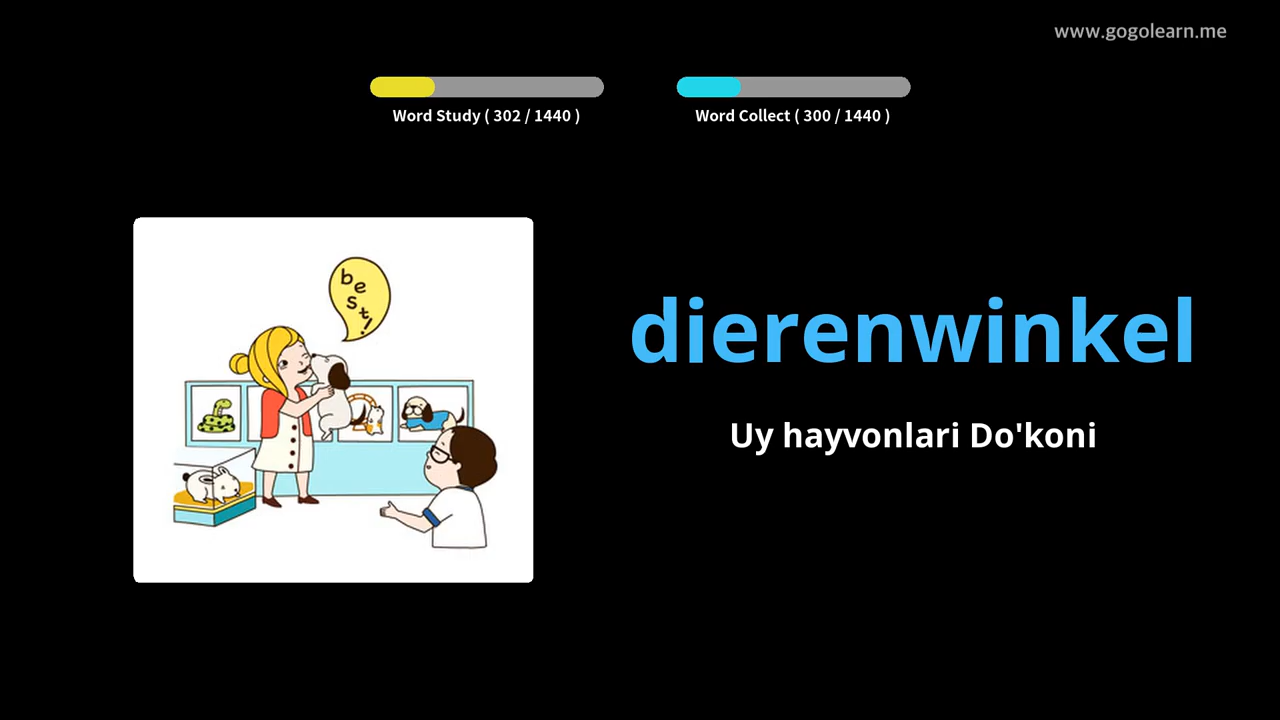 www.gogolearn.me
Word Study ( 302 / 1440 )
Word Collect ( 300 / 1440 )
best!
dierenwinkel
Uy hayvonlari Do'koni